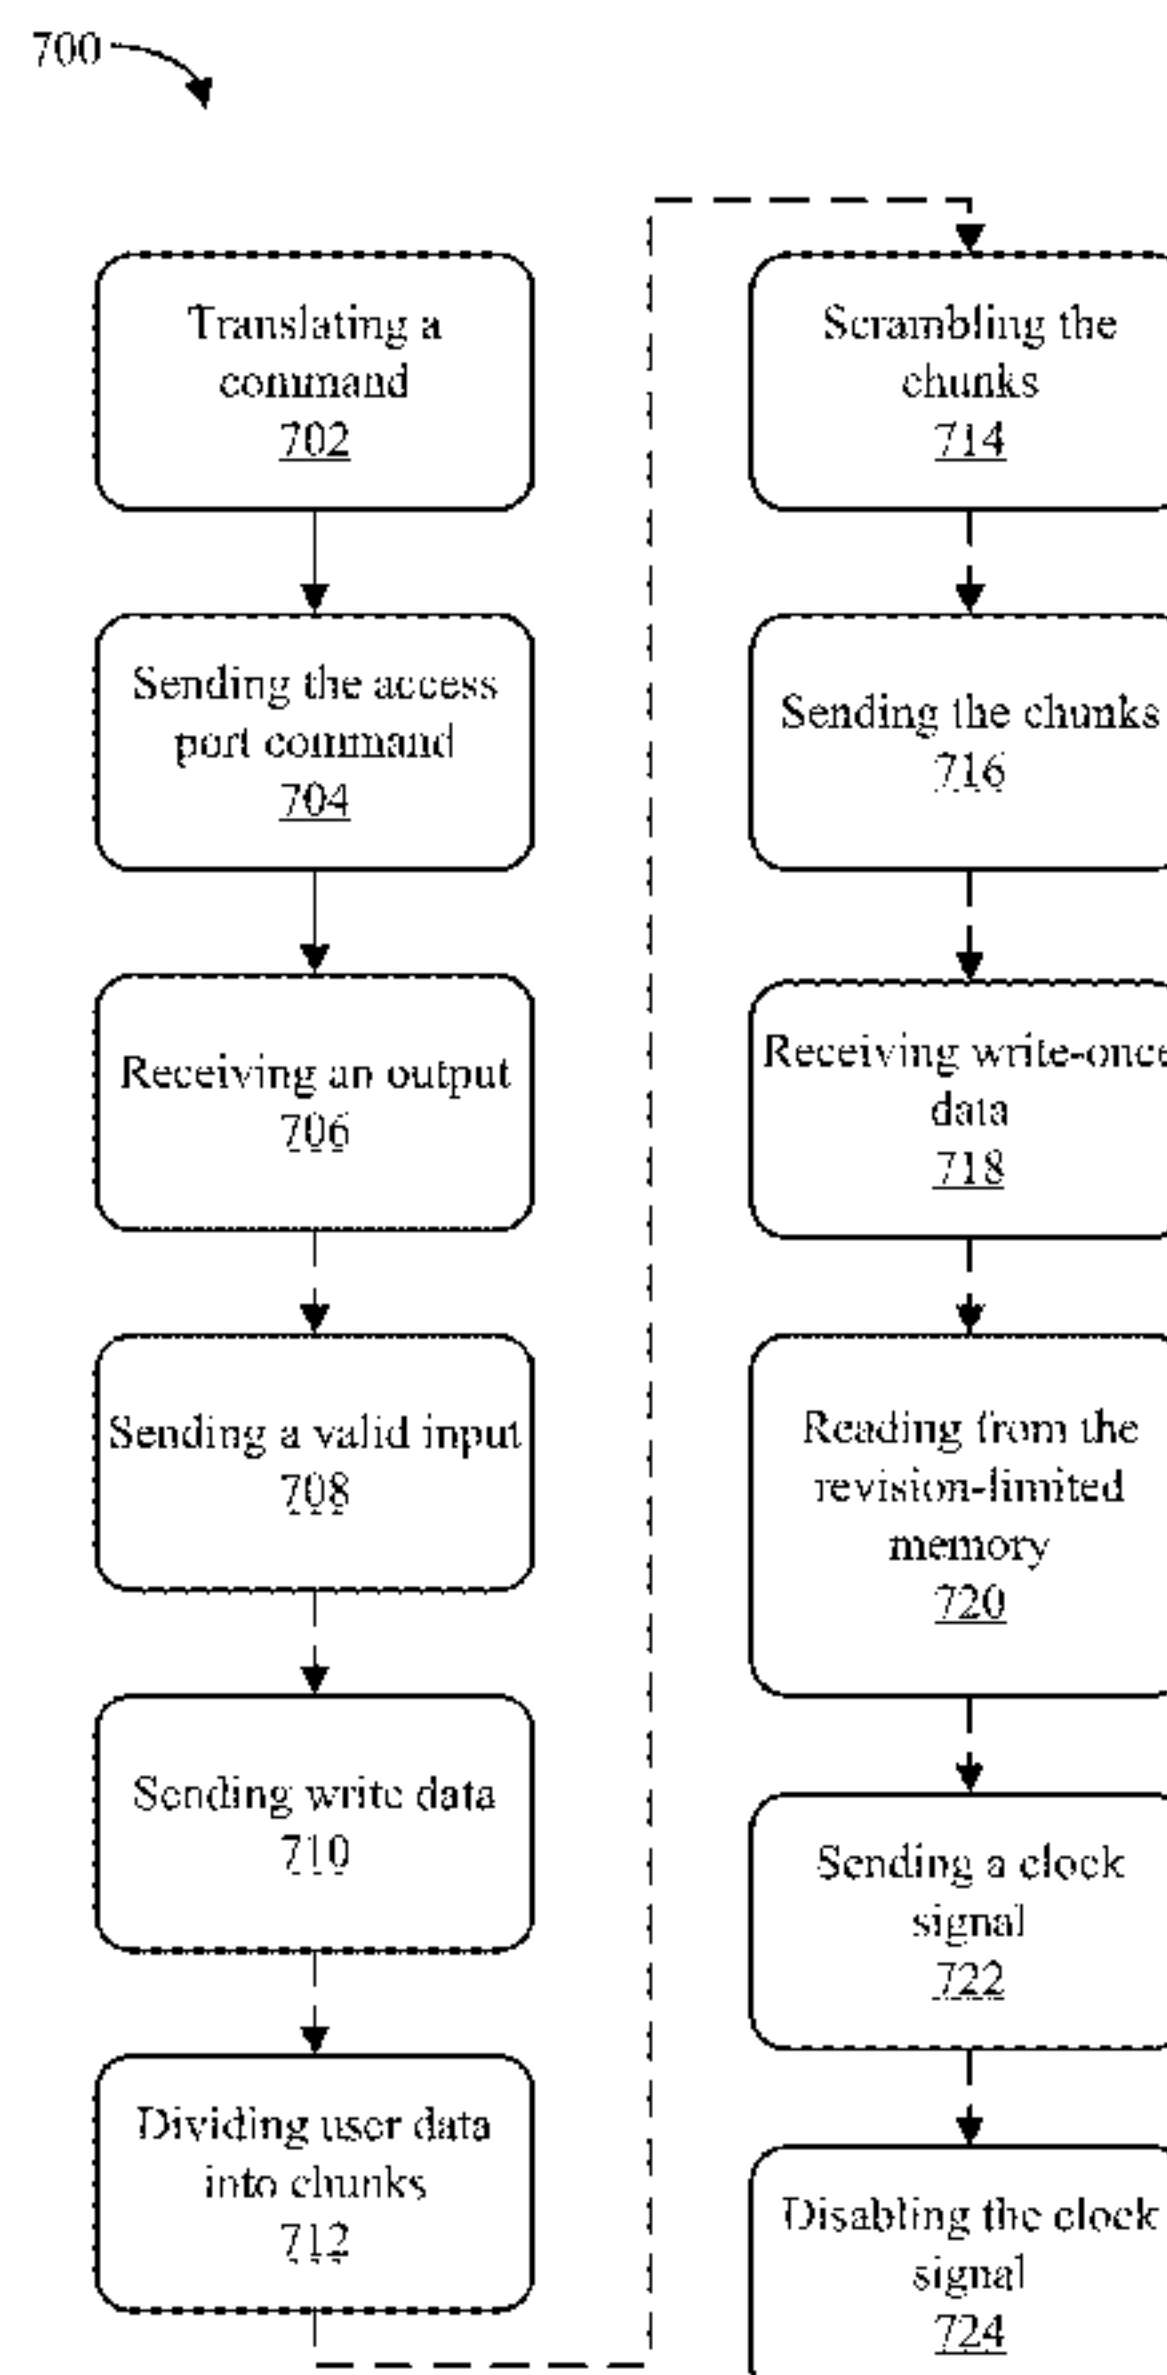 700
Translating a
command
702
Sending the access
port command
704
Receiving an output
706
Sending a valid input
708
Sending write data
710
Dividing user data
into chunks
712
Scrambling the
chunks
714
Sending the chunks
716
Receiving write-once
data
718
Reading from the
revision-limited
memory
720
Sending a clock
signal
722
Disabling the clock
signal
724